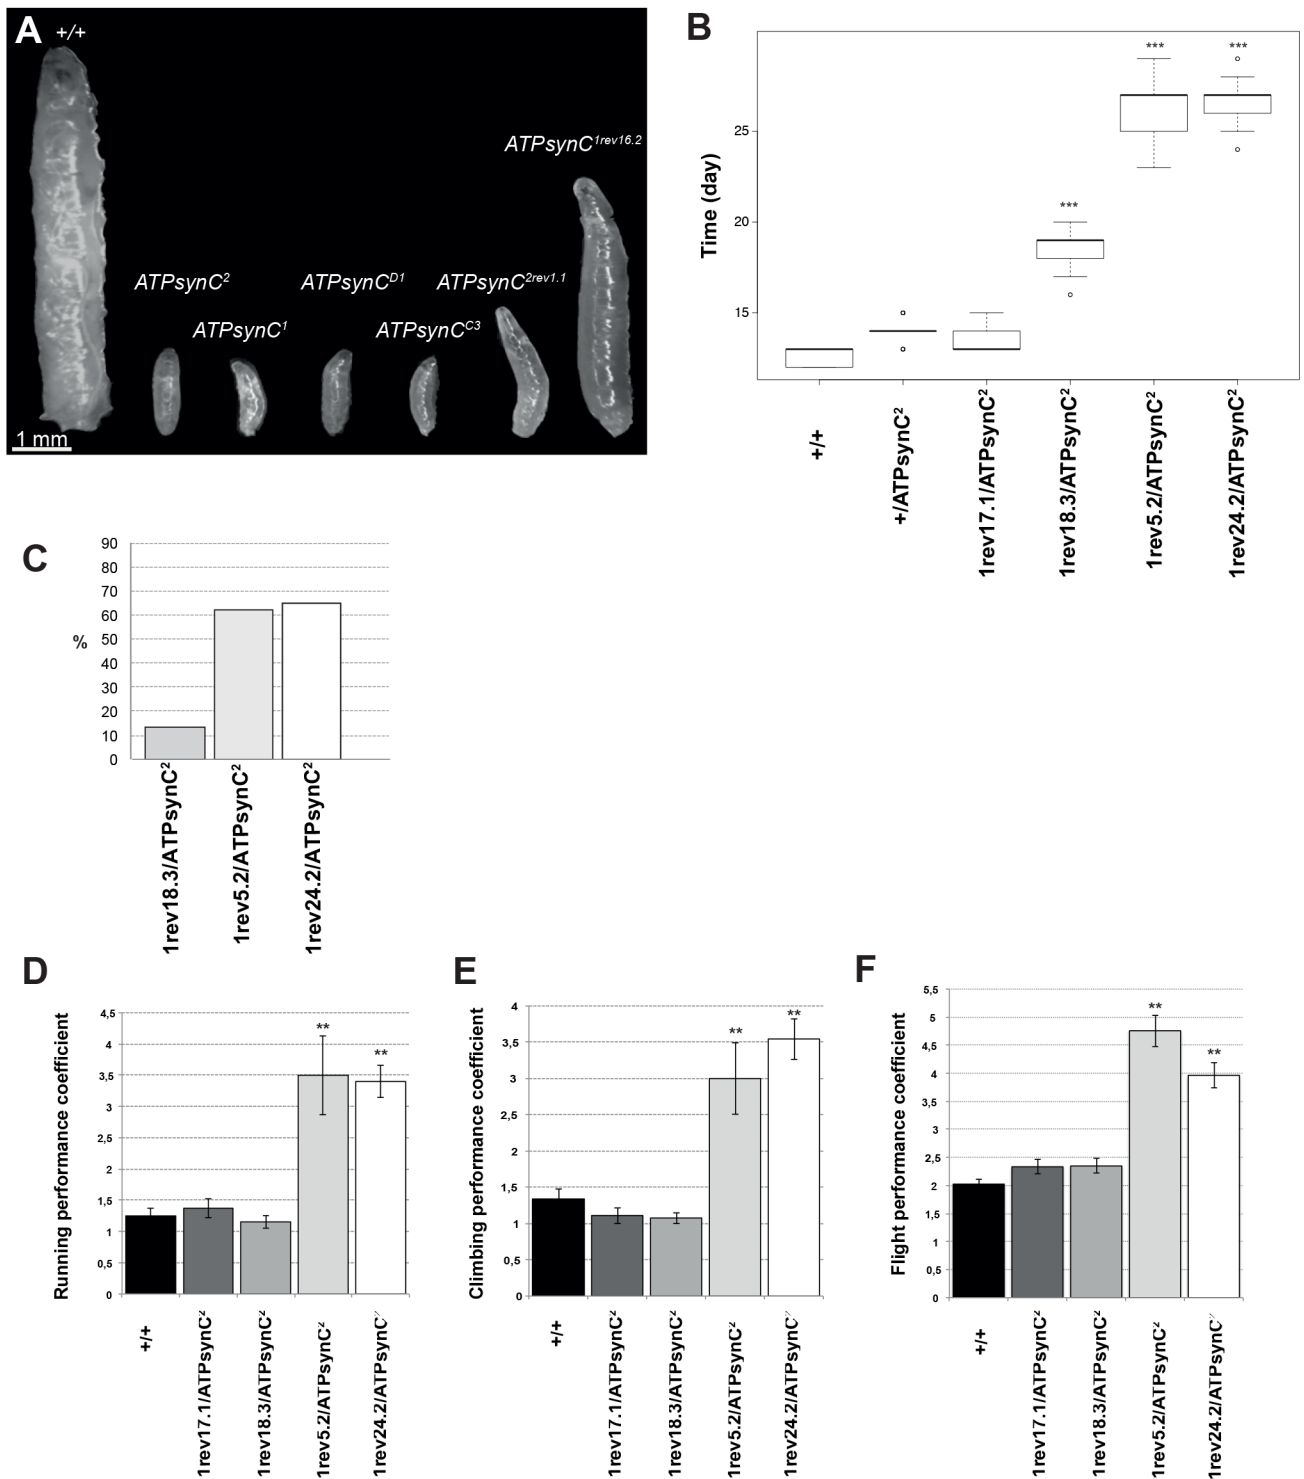 A
+/+
ATPsynC1rev16.2
ATPsynC2
ATPsynCD1
ATPsynC2rev1.1
ATPsynC1
ATPsynCC3
1 mm
B
Time (day)
25
20
15
***
***
***
+/+
+/ATPsynC²
1rev17.1/ATPsynC²
1rev18.3/ATPsynC²
1rev5.2/ATPsynC²
1rev24.2/ATPsynC²
C
%
90
80
70
60
50
40
30
20
10
0
1rev18.3/ATPsynC²
1rev5.2/ATPsynC²
1rev24.2/ATPsynC²
D
Running performance coefficient
4,5
4
3,5
3
2,5
2
1,5
1
0,5
0
**
**
+/+
1rev17.1/ATPsynC²
1rev18.3/ATPsynC²
1rev5.2/ATPsynC²
1rev24.2/ATPsynC²
E
Climbing performance coefficient
4
3,5
3
2,5
2
1,5
1
0,5
0
**
**
+/+
1rev17.1/ATPsynC²
1rev18.3/ATPsynC²
1rev5.2/ATPsynC²
1rev24.2/ATPsynC²
F
Flight performance coefficient
5,5
5
4,5
4
3,5
3
2,5
2
1,5
1
0,5
0
**
**
+/+
1rev17.1/ATPsynC²
1rev18.3/ATPsynC²
1rev5.2/ATPsynC²
1rev24.2/ATPsynC²